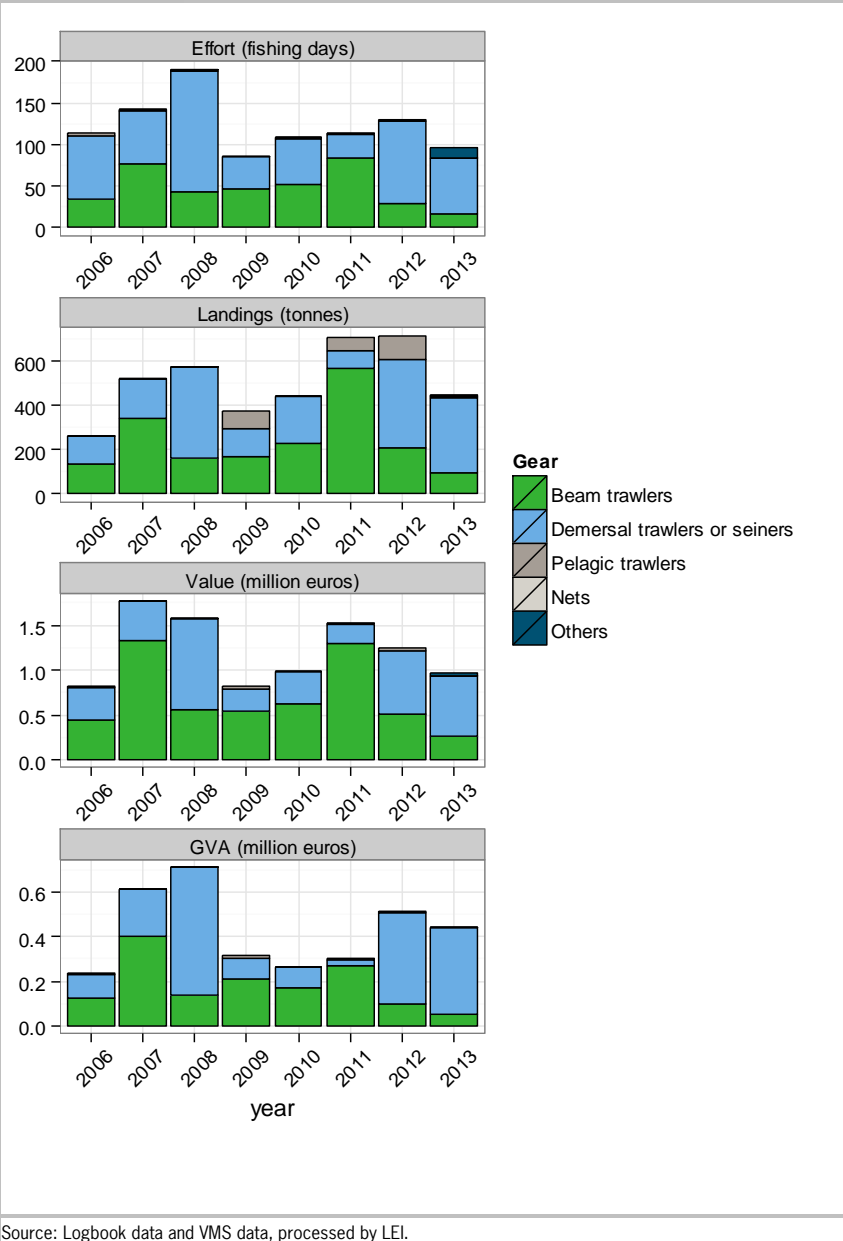 Effort (fishing days)
200
150
100
50
0
2006 2007 2008 2009 2010 2011 2012 2013
Landings (tonnes)
600
400
200
0
2006 2007 2008 2009 2010 2011 2012 2013
Gear
Beam trawlers
Demersal trawlers or seiners
Pelagic trawlers
Nets
Others
Value (million euros)
1.5
1.0
0.5
0.0
2006 2007 2008 2009 2010 2011 2012 2013
GVA (million euros)
0.6
0.4
0.2
0.0
2006 2007 2008 2009 2010 2011 2012 2013
year
Source: Logbook data and VMS data, processed by LEI.